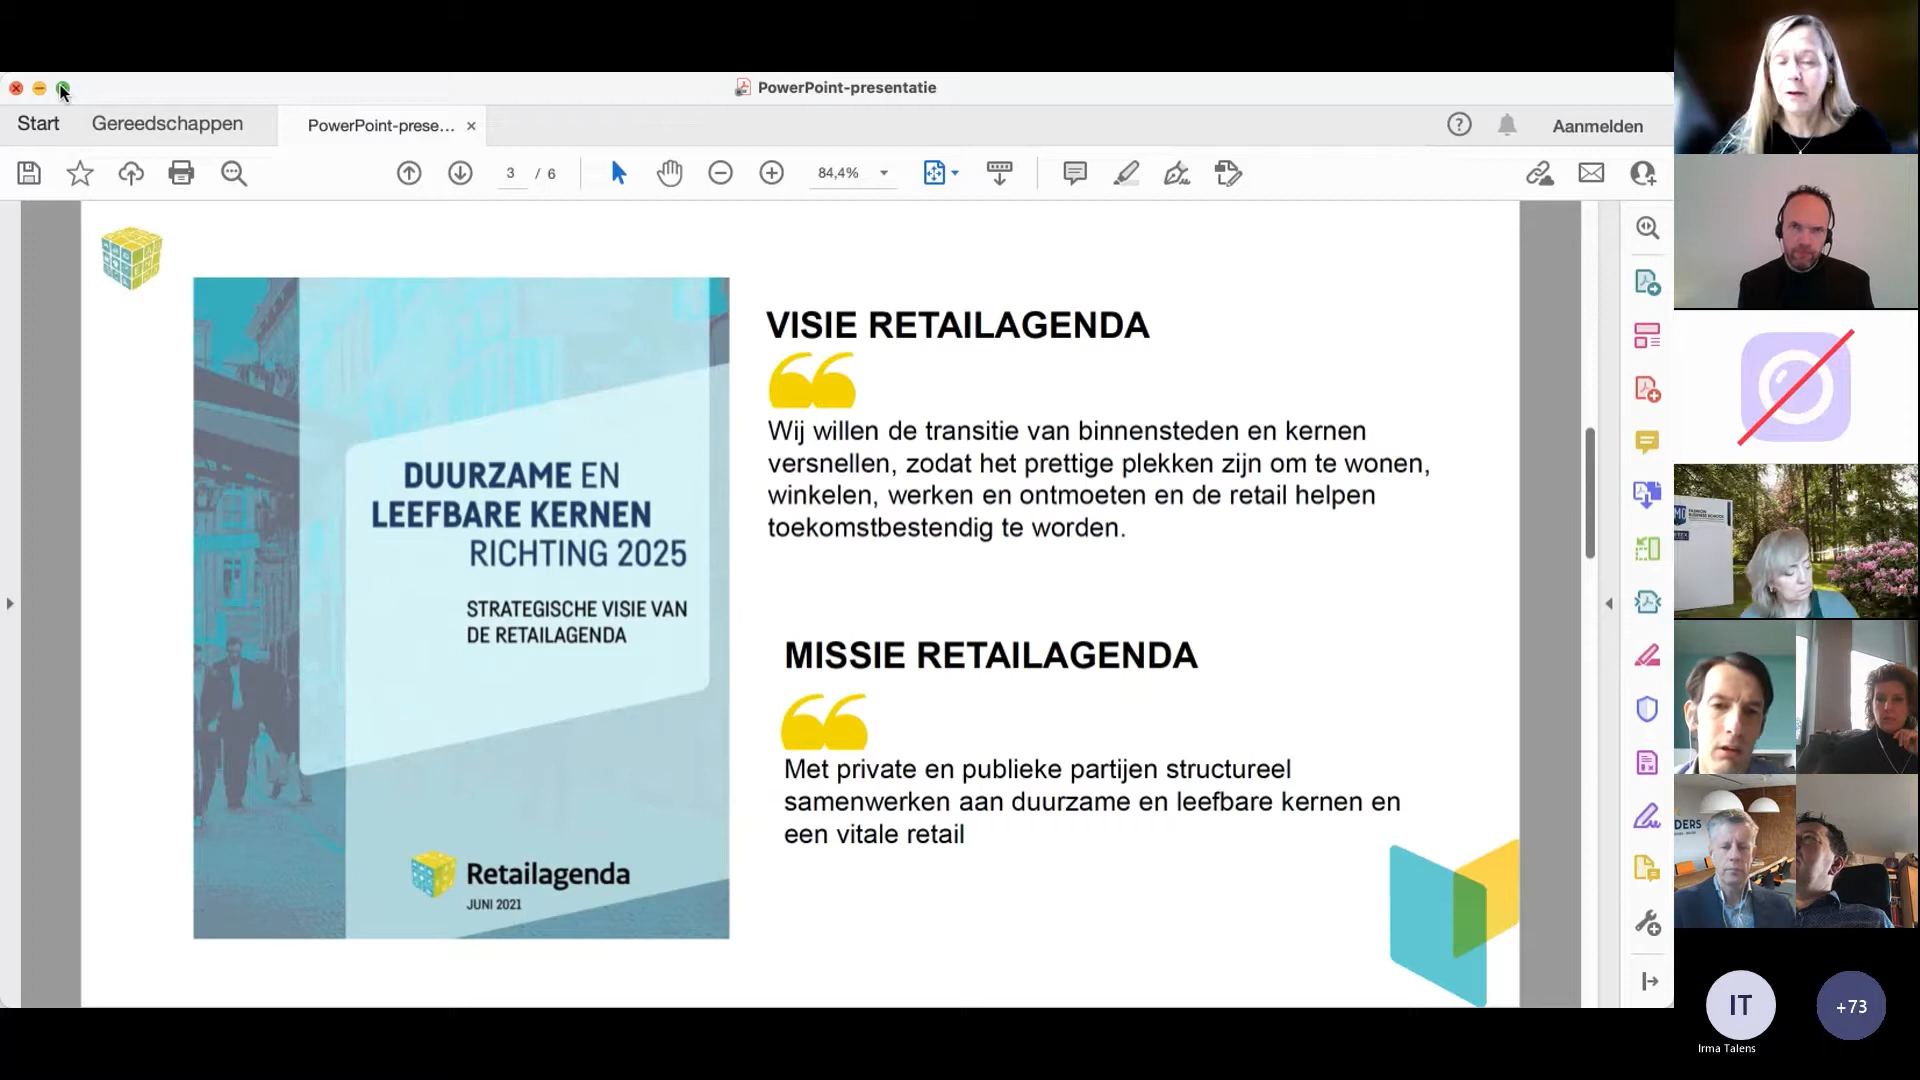 PowerPoint-presentatie
Start
Gereedschappen
PowerPoint-prese...
Aanmelden
3 / 6
84,4%
DUURZAME EN
LEEFBARE KERNEN
RICHTING 2025
STRATEGISCHE VISIE VAN
DE RETAILAGENDA
Retailagenda
JUNI 2021
VISIE RETAILAGENDA
Wij willen de transitie van binnensteden en kernen
versnellen, zodat het prettige plekken zijn om te wonen,
winkelen, werken en ontmoeten en de retail helpen
toekomstbestendig te worden.
MISSIE RETAILAGENDA
Met private en publieke partijen structureel
samenwerken aan duurzame en leefbare kernen en
een vitale retail
FASHION
BUSINESS SCHOOL
DERS
IT
+73
Irma Talens